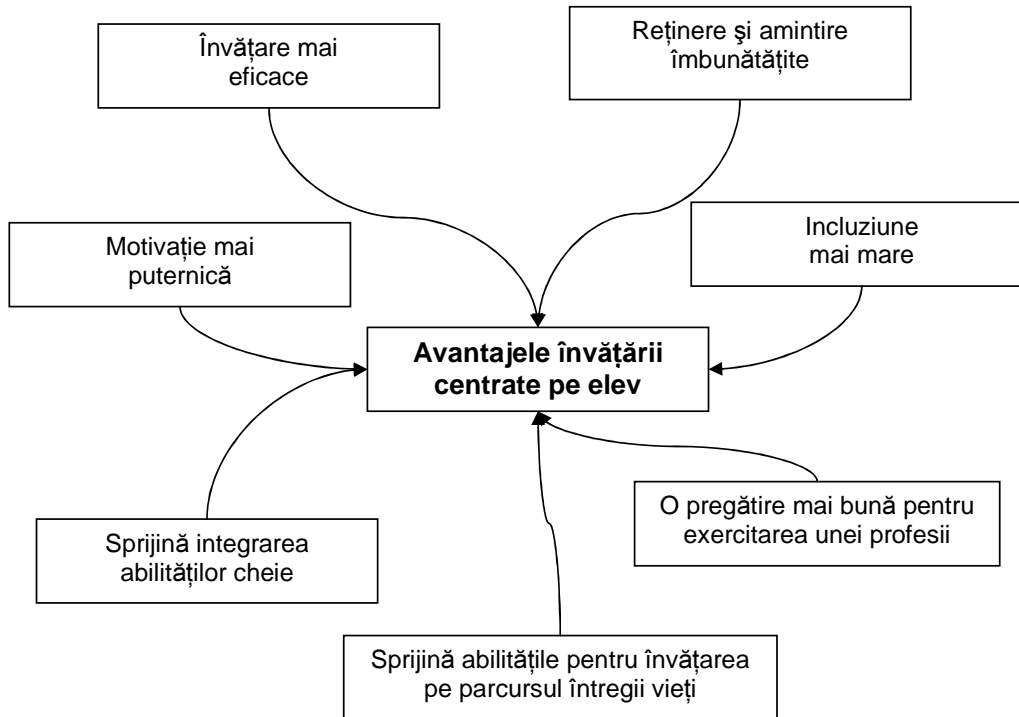 Învățare mai
eficace
Reținere şi amintire
îmbunătățite
Motivație mai
puternică
Incluziune
mai mare
Avantajele învățării
centrate pe elev
Sprijină integrarea
abilităților cheie
O pregătire mai bună pentru
exercitarea unei profesii
Sprijină abilitățile pentru învățarea
pe parcursul întregii vieți